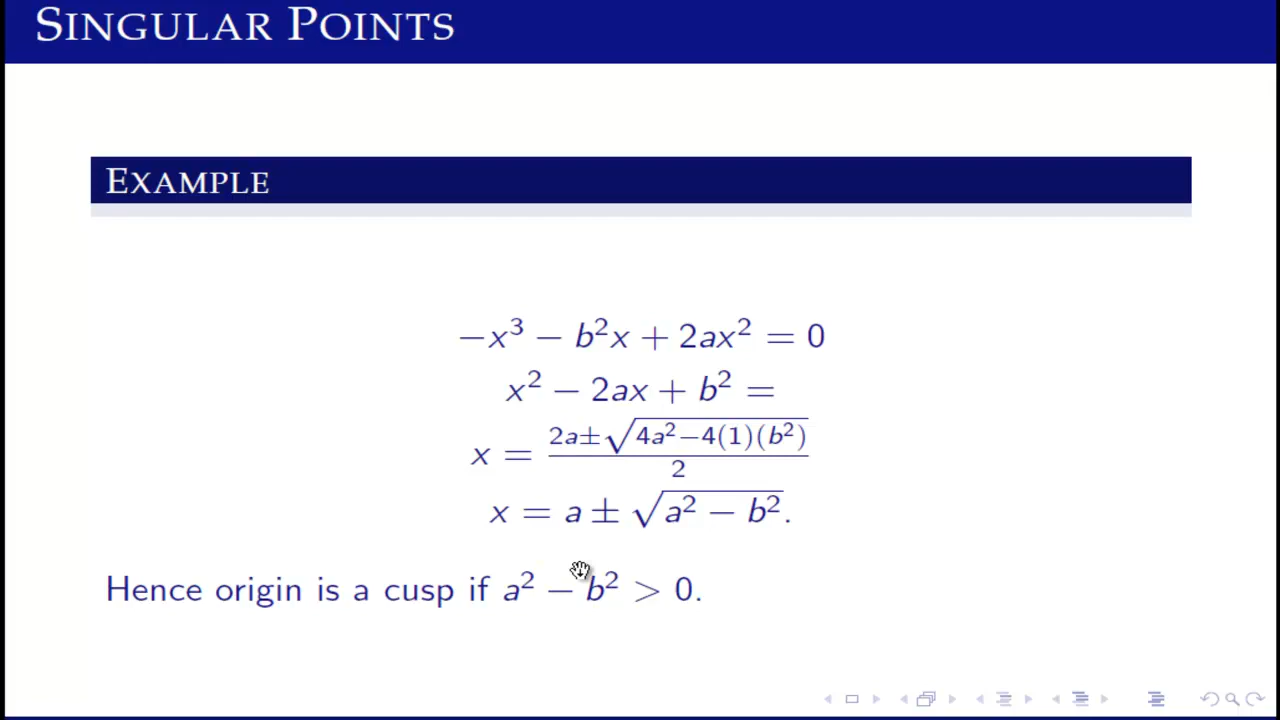 SINGULAR POINTS
EXAMPLE
−x³ − b²x + 2ax² = 0
x² − 2ax + b² =
x = (2a±√(4a²−4(1)(b²)))/2
x = a ± √(a² − b²).
Hence origin is a cusp if a² − b² > 0.